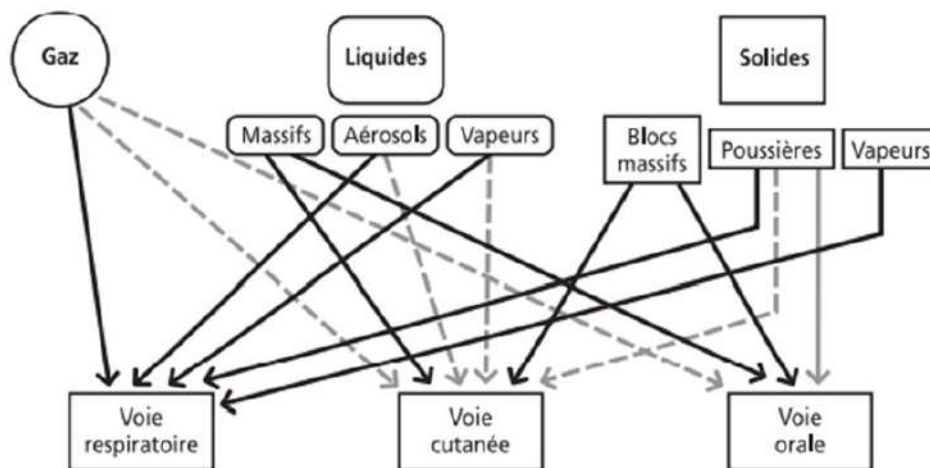 Gaz
Liquides
Solides
Massifs
Aérosols
Vapeurs
Blocs
massifs
Poussières
Vapeurs
Voie
respiratoire
Voie
cutanée
Voie
orale